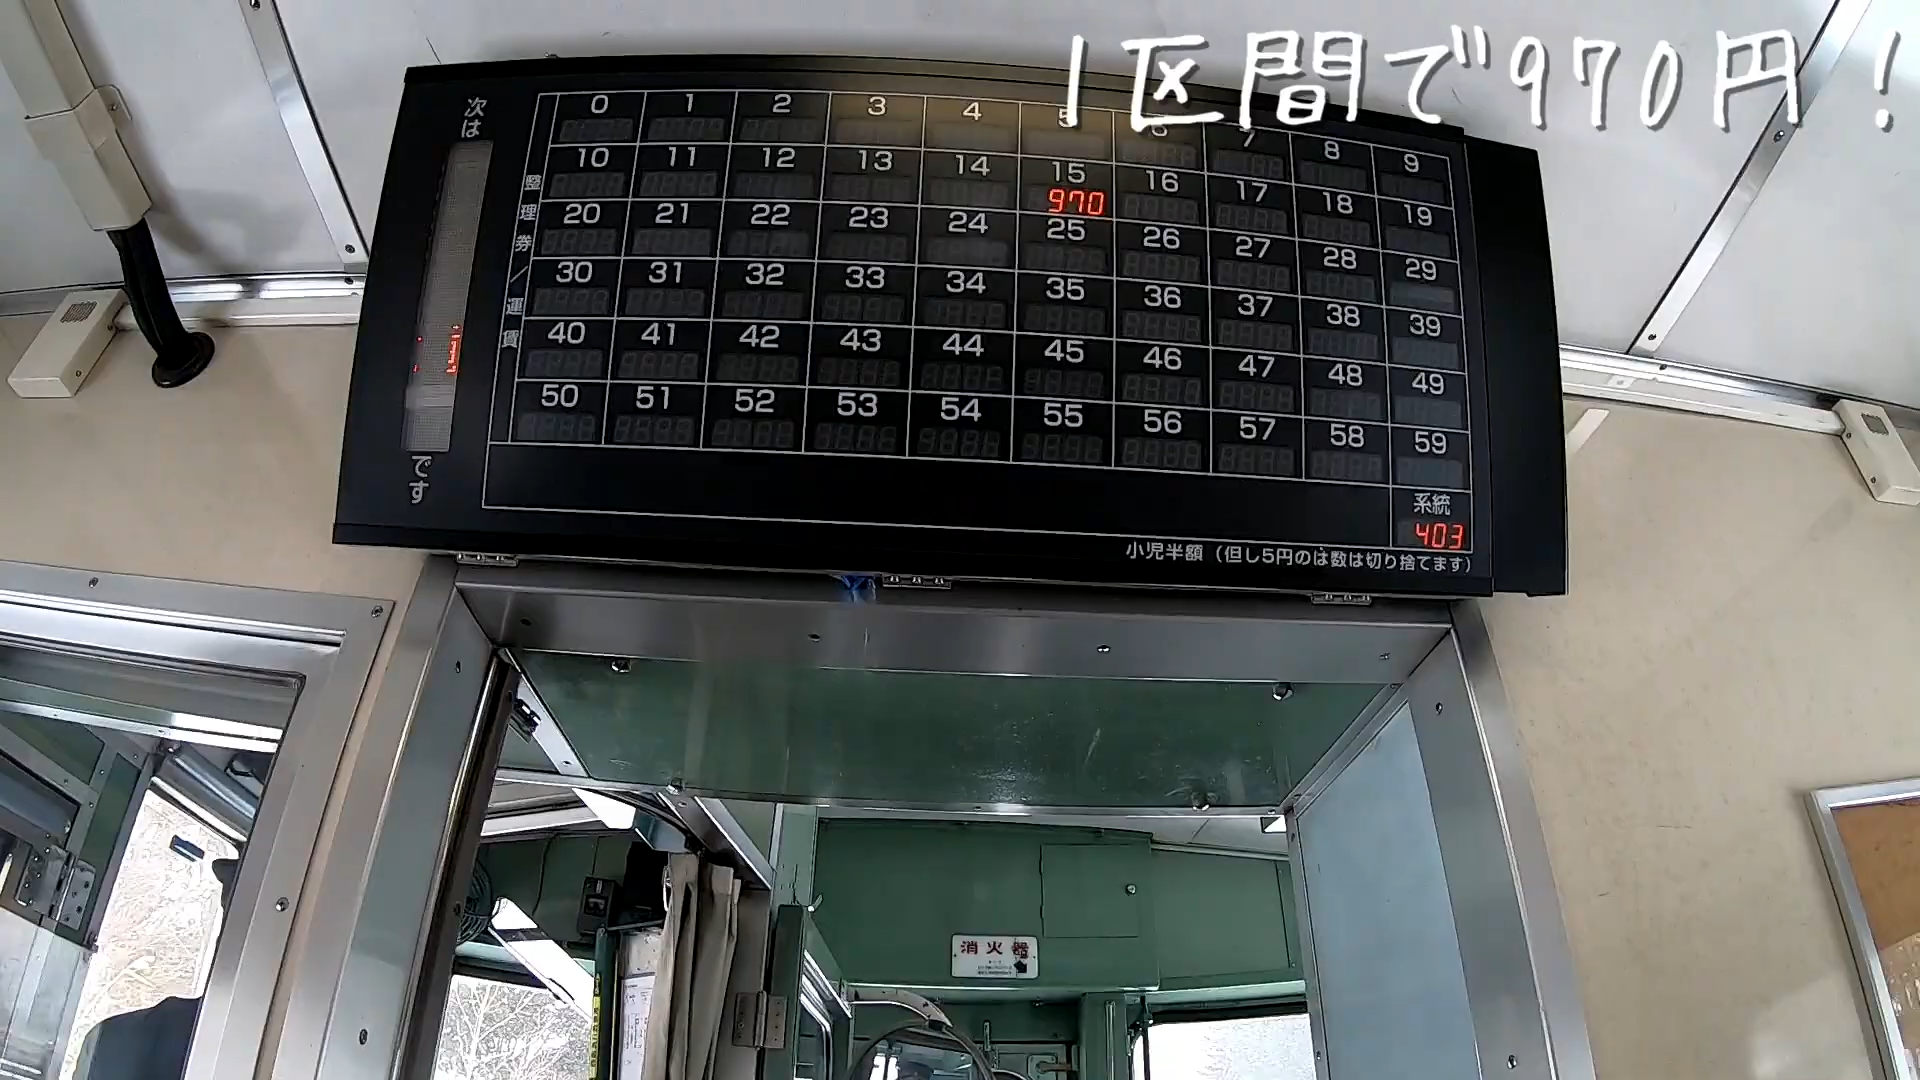 1区間で970円！
次は
です
整理券／運賃
0 1 2 3 4 5 6 7 8 9
10 11 12 13 14 15 16 17 18 19
970
20 21 22 23 24 25 26 27 28 29
30 31 32 33 34 35 36 37 38 39
40 41 42 43 44 45 46 47 48 49
50 51 52 53 54 55 56 57 58 59
系統
403
小児半額（但し5円のは数は切り捨てます）
消火器